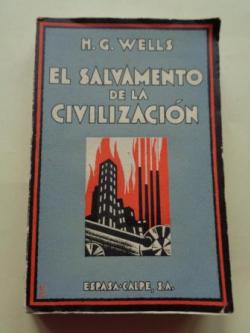 H. G. WELLS
EL SALVAMENTO
DE LA
CIVILIZACIÓN
ESPASA-CALPE, S.A.